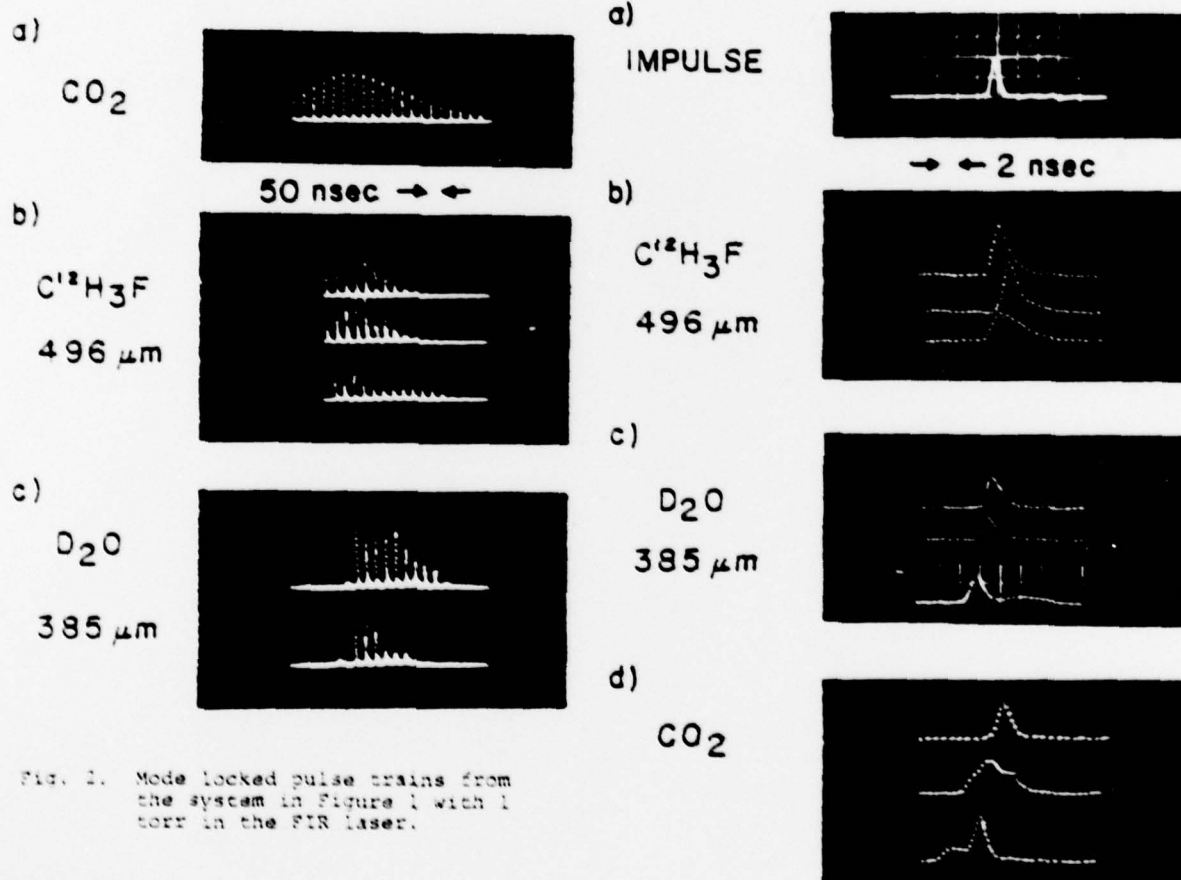 a)
CO2
50 nsec → ←
b)
C¹²H3F
496 μm
c)
D2O
385 μm
Fig. 2. Mode locked pulse trains from
the system in Figure 1 with 1
torr in the FIR laser.
a)
IMPULSE
→ ← 2 nsec
b)
C¹²H3F
496 μm
c)
D2O
385 μm
d)
CO2